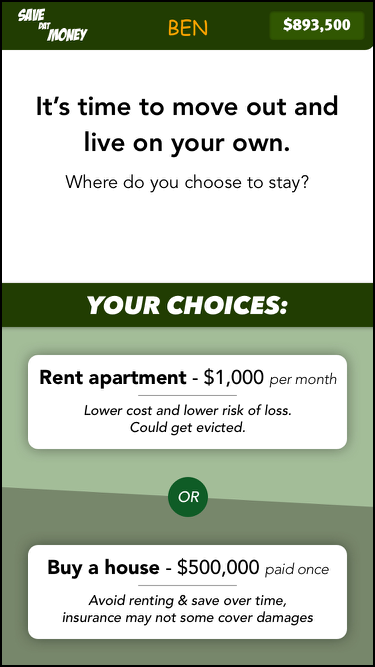 SAVE
DAT
MONEY
BEN
$893,500
It's time to move out and
live on your own.
Where do you choose to stay?
YOUR CHOICES:
Rent apartment - $1,000 per month
Lower cost and lower risk of loss.
Could get evicted.
OR
Buy a house - $500,000 paid once
Avoid renting & save over time,
insurance may not some cover damages